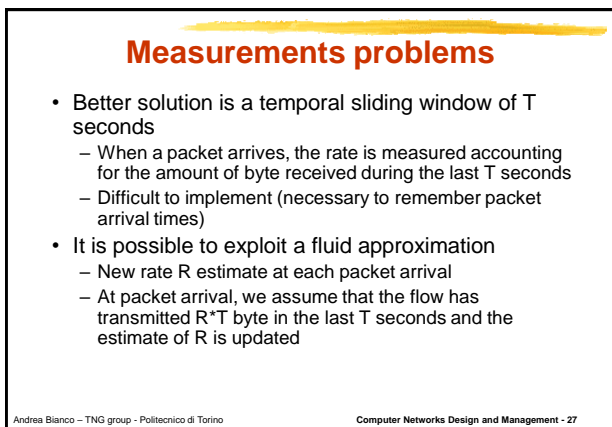 Measurements problems
• Better solution is a temporal sliding window of T
seconds
– When a packet arrives, the rate is measured accounting
for the amount of byte received during the last T seconds
– Difficult to implement (necessary to remember packet
arrival times)
• It is possible to exploit a fluid approximation
– New rate R estimate at each packet arrival
– At packet arrival, we assume that the flow has
transmitted R*T byte in the last T seconds and the
estimate of R is updated
Andrea Bianco – TNG group - Politecnico di Torino
Computer Networks Design and Management - 27